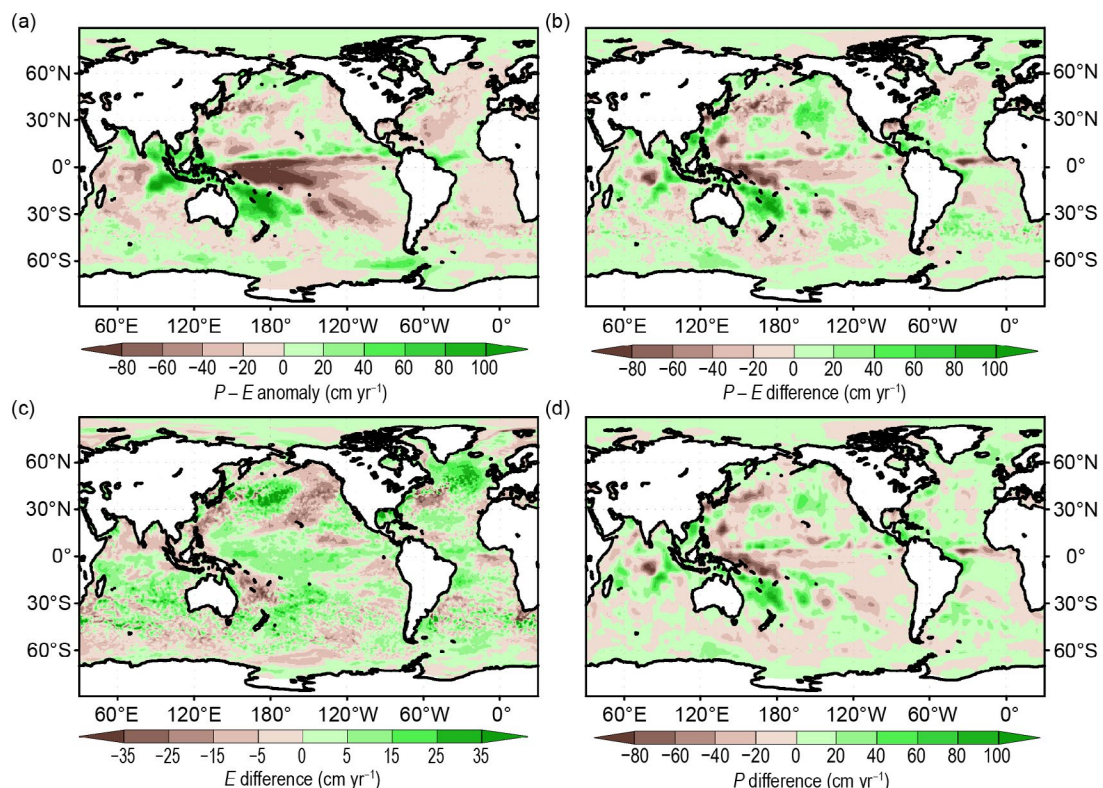 (a) (b)
60°N 60°N
30°N 30°N
0° 0°
30°S 30°S
60°S 60°S
60°E 120°E 180° 120°W 60°W 0° 60°E 120°E 180° 120°W 60°W 0°
−80 −60 −40 −20 0 20 40 60 80 100 −80 −60 −40 −20 0 20 40 60 80 100
P – E anomaly (cm yr⁻¹) P – E difference (cm yr⁻¹)
(c) (d)
60°N 60°N
30°N 30°N
0° 0°
30°S 30°S
60°S 60°S
60°E 120°E 180° 120°W 60°W 0° 60°E 120°E 180° 120°W 60°W 0°
−35 −25 −15 −5 0 5 15 25 35 −80 −60 −40 −20 0 20 40 60 80 100
E difference (cm yr⁻¹) P difference (cm yr⁻¹)